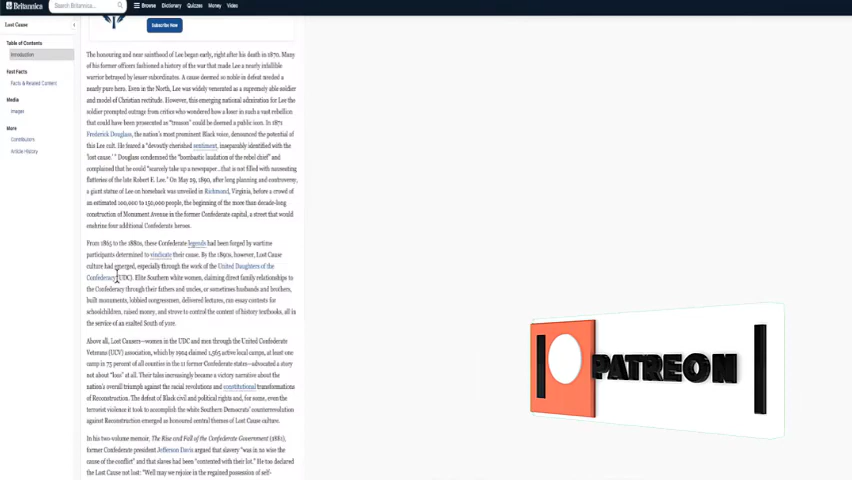 Britannica
Search Britannica...
Browse
Dictionary
Quizzes
Money
Video
Lost Cause
Subscribe Now
Table of Contents
Introduction
Fast Facts
Facts & Related Content
Media
Images
More
Contributors
Article History
The honouring and near sainthood of Lee began early, right after his death in 1870. Many
of his former officers fashioned a history of the war that made Lee a nearly infallible
warrior betrayed by lesser subordinates. A cause deemed so noble in defeat needed a
nearly pure hero. Even in the North, Lee was widely venerated as a supremely able soldier
and model of Christian rectitude. However, this emerging national admiration for Lee the
soldier prompted outrage from critics who wondered how a hero in such a vast rebellion
that could have been prosecuted as "treason" could be deemed a public icon. In 1871
Frederick Douglass, the nation's most prominent Black voice, denounced the potential of
this Lee cult. He feared a "devoutly cherished sentiment, inseparably identified with the
'lost cause.' " Douglass condemned the "bombastic laudation of the rebel chief" and
complained that he could "scarcely take up a newspaper…that is not filled with nauseating
flatteries of the late Robert E. Lee." On May 29, 1890, after long planning and controversy,
a giant statue of Lee on horseback was unveiled in Richmond, Virginia, before a crowd of
an estimated 100,000 to 150,000 people, the beginning of the more than decade-long
construction of Monument Avenue in the former Confederate capital, a street that would
enshrine four additional Confederate heroes.
From 1865 to the 1880s, these Confederate legends had been forged by wartime
participants determined to vindicate their cause. By the 1890s, however, Lost Cause
culture had emerged, especially through the work of the United Daughters of the
Confederacy (UDC). Elite Southern white women, claiming direct family relationships to
the Confederacy through their fathers and uncles, or sometimes husbands and brothers,
built monuments, lobbied congressmen, delivered lectures, ran essay contests for
schoolchildren, raised money, and strove to control the content of history textbooks, all in
the service of an exalted South of yore.
Above all, Lost Causers—women in the UDC and men through the United Confederate
Veterans (UCV) association, which by 1904 claimed 1,565 active local camps, at least one
camp in 75 percent of all counties in the 11 former Confederate states—advocated a story
not about "loss" at all. Their tales increasingly became a victory narrative about the
nation's overall triumph against the racial revolutions and constitutional transformations
of Reconstruction. The defeat of Black civil and political rights and, for some, even the
terrorist violence it took to accomplish the white Southern Democrats' counterrevolution
against Reconstruction emerged as honoured central themes of Lost Cause culture.
In his two-volume memoir, The Rise and Fall of the Confederate Government (1881),
former Confederate president Jefferson Davis argued that slavery "was in no wise the
cause of the conflict" and that slaves had been "contented with their lot." He too declared
the Lost Cause not lost: "Well may we rejoice in the regained possession of self-
PATREON